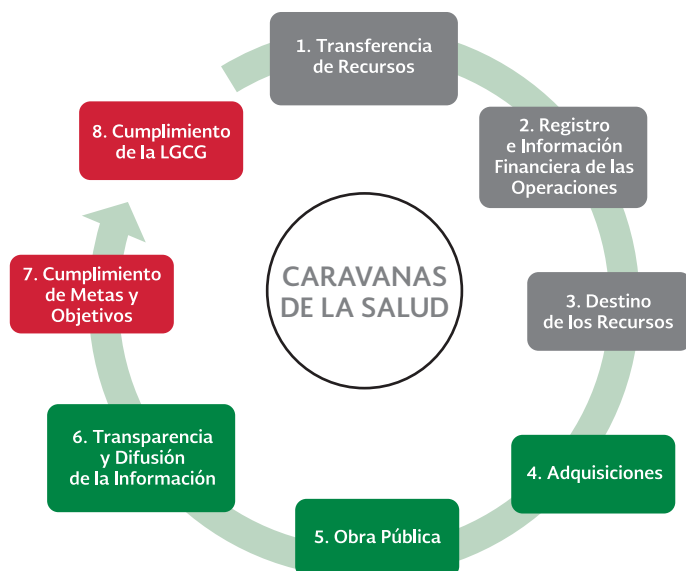 1. Transferencia
de Recursos
2. Registro
e Información
Financiera de las
Operaciones
3. Destino
de los Recursos
4. Adquisiciones
5. Obra Pública
6. Transparencia
y Difusión
de la Información
7. Cumplimiento
de Metas y
Objetivos
8. Cumplimiento
de la LGCG
CARAVANAS
DE LA SALUD